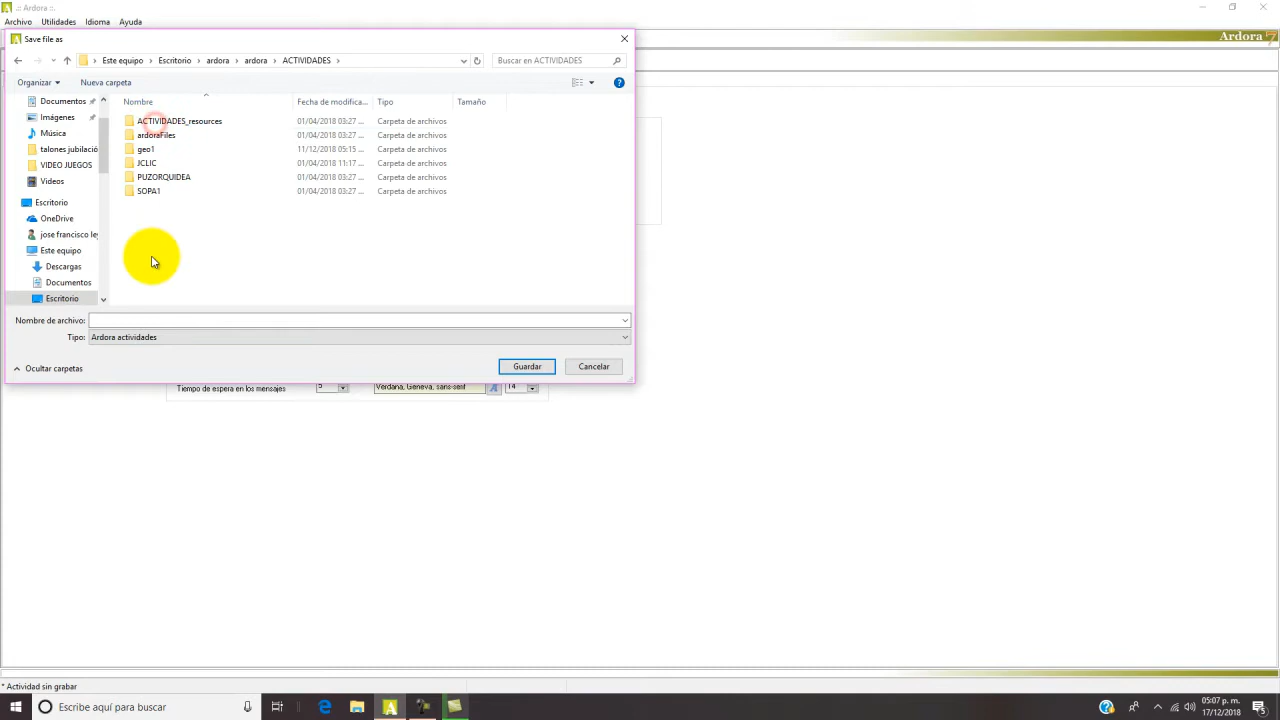 .:: Ardora ::.
Archivo Utilidades Idioma Ayuda
Ardora 7
Save file as
Este equipo Escritorio ardora ardora ACTIVIDADES
Buscar en ACTIVIDADES
Organizar Nueva carpeta
Nombre Fecha de modifica... Tipo Tamaño
Documentos
Imágenes
Música
talones jubilació
VIDEO JUEGOS
Videos
Escritorio
OneDrive
jose francisco le
Este equipo
Descargas
Documentos
Escritorio
ACTIVIDADES_resources 01/04/2018 03:27 ... Carpeta de archivos
ardoraFiles 01/04/2018 03:27 ... Carpeta de archivos
geo1 11/12/2018 05:15 ... Carpeta de archivos
JCLIC 01/04/2018 11:17 ... Carpeta de archivos
PUZORQUIDEA 01/04/2018 03:27 ... Carpeta de archivos
SOPA1 01/04/2018 03:27 ... Carpeta de archivos
Nombre de archivo:
Tipo: Ardora actividades
Ocultar carpetas
Guardar Cancelar
Tiempo de espera en los mensajes 5 Verdana, Geneva, sans-serif A 14
* Actividad sin grabar
Escribe aquí para buscar
05:07 p. m.
17/12/2018
5